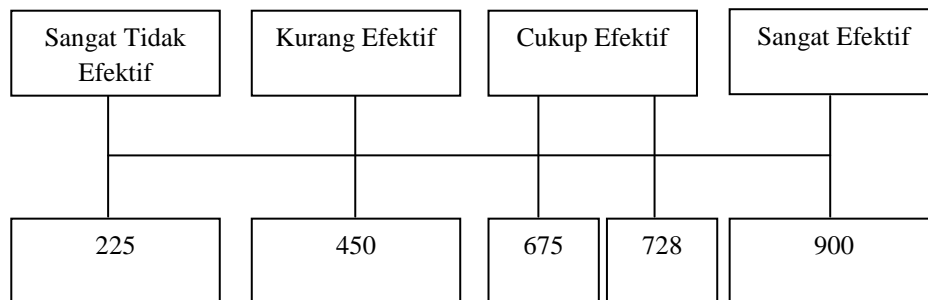 Sangat Tidak
Efektif
Kurang Efektif
Cukup Efektif
Sangat Efektif
225
450
675
728
900